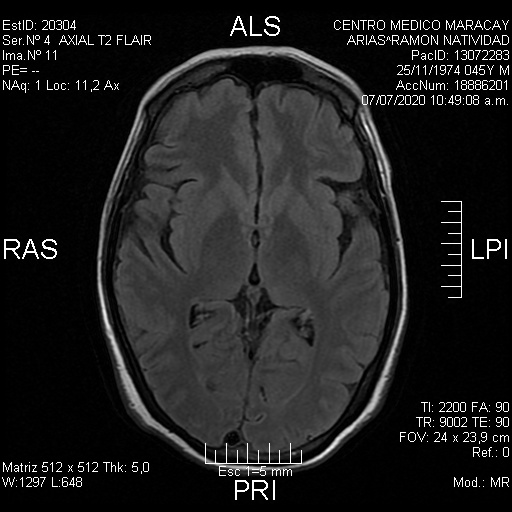 EstID: 20304
Ser.Nº 4 AXIAL T2 FLAIR
Ima.Nº 11
PE= --
NAq: 1 Loc: 11,2 Ax
ALS
CENTRO MEDICO MARACAY
ARIAS^RAMON NATIVIDAD
PacID: 13072283
25/11/1974 045Y M
AccNum: 18886201
07/07/2020 10:49:08 a.m.
RAS
LPI
TI: 2200 FA: 90
TR: 9002 TE: 90
FOV: 24 x 23,9 cm
Ref.: 0
Matriz 512 x 512 Thk: 5,0
W:1297 L:648
Esc 1=5 mm
PRI
Mod.: MR